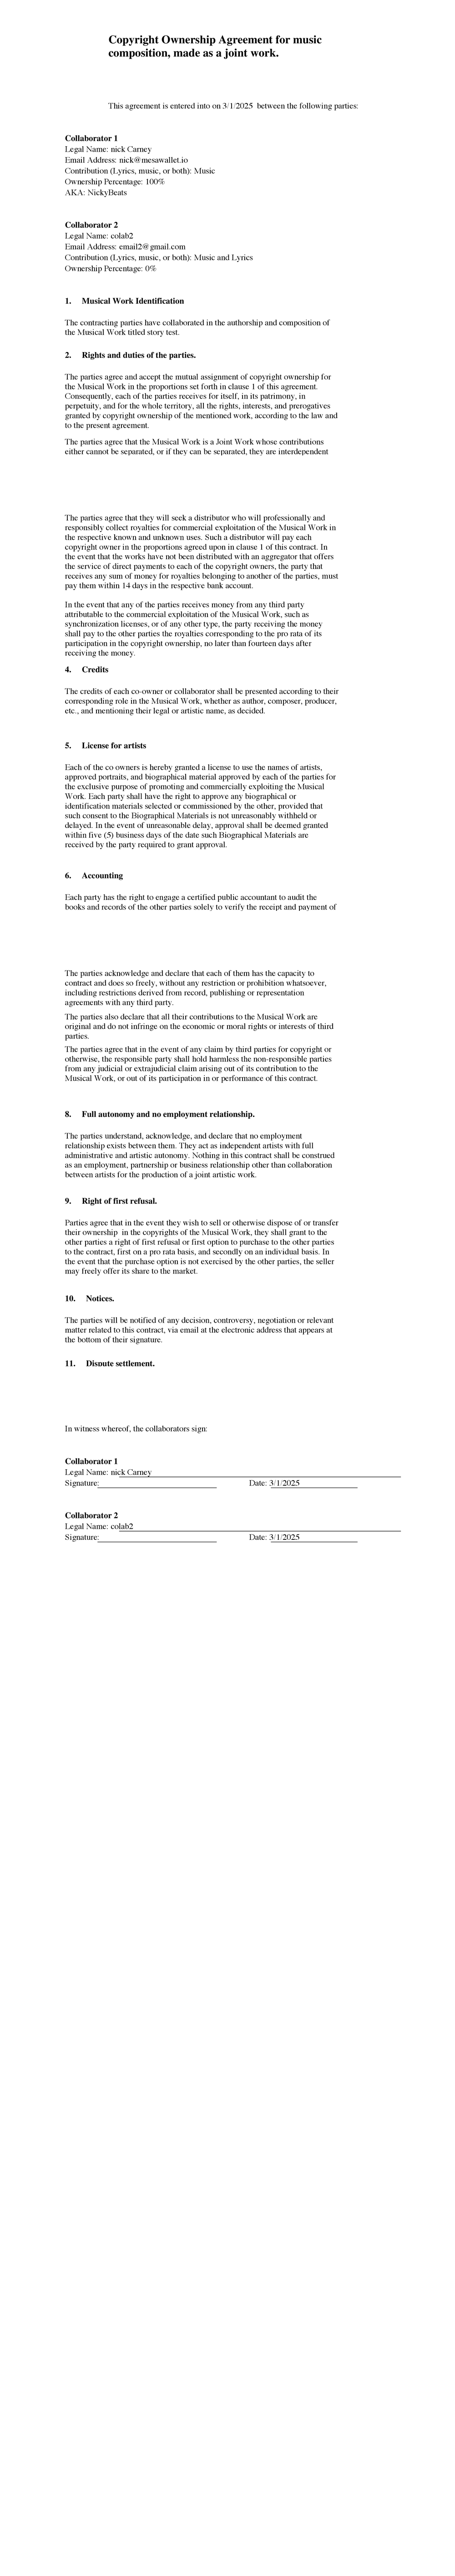 Copyright Ownership Agreement for music
composition, made as a joint work.
This agreement is entered into on 3/1/2025 between the following parties:
Collaborator 1
Legal Name: nick Carney
Email Address: nick@mesawallet.io
Contribution (Lyrics, music, or both): Music
Ownership Percentage: 100%
AKA: NickyBeats
Collaborator 2
Legal Name: colab2
Email Address: email2@gmail.com
Contribution (Lyrics, music, or both): Music and Lyrics
Ownership Percentage: 0%
1. Musical Work Identification
The contracting parties have collaborated in the authorship and composition of
the Musical Work titled story test.
2. Rights and duties of the parties.
The parties agree and accept the mutual assignment of copyright ownership for
the Musical Work in the proportions set forth in clause 1 of this agreement.
Consequently, each of the parties receives for itself, in its patrimony, in
perpetuity, and for the whole territory, all the rights, interests, and prerogatives
granted by copyright ownership of the mentioned work, according to the law and
to the present agreement.
The parties agree that the Musical Work is a Joint Work whose contributions
either cannot be separated, or if they can be separated, they are interdependent
The parties agree that they will seek a distributor who will professionally and
responsibly collect royalties for commercial exploitation of the Musical Work in
the respective known and unknown uses. Such a distributor will pay each
copyright owner in the proportions agreed upon in clause 1 of this contract. In
the event that the works have not been distributed with an aggregator that offers
the service of direct payments to each of the copyright owners, the party that
receives any sum of money for royalties belonging to another of the parties, must
pay them within 14 days in the respective bank account.
In the event that any of the parties receives money from any third party
attributable to the commercial exploitation of the Musical Work, such as
synchronization licenses, or of any other type, the party receiving the money
shall pay to the other parties the royalties corresponding to the pro rata of its
participation in the copyright ownership, no later than fourteen days after
receiving the money.
4. Credits
The credits of each co-owner or collaborator shall be presented according to their
corresponding role in the Musical Work, whether as author, composer, producer,
etc., and mentioning their legal or artistic name, as decided.
5. License for artists
Each of the co owners is hereby granted a license to use the names of artists,
approved portraits, and biographical material approved by each of the parties for
the exclusive purpose of promoting and commercially exploiting the Musical
Work. Each party shall have the right to approve any biographical or
identification materials selected or commissioned by the other, provided that
such consent to the Biographical Materials is not unreasonably withheld or
delayed. In the event of unreasonable delay, approval shall be deemed granted
within five (5) business days of the date such Biographical Materials are
received by the party required to grant approval.
6. Accounting
Each party has the right to engage a certified public accountant to audit the
books and records of the other parties solely to verify the receipt and payment of
The parties acknowledge and declare that each of them has the capacity to
contract and does so freely, without any restriction or prohibition whatsoever,
including restrictions derived from record, publishing or representation
agreements with any third party.
The parties also declare that all their contributions to the Musical Work are
original and do not infringe on the economic or moral rights or interests of third
parties.
The parties agree that in the event of any claim by third parties for copyright or
otherwise, the responsible party shall hold harmless the non-responsible parties
from any judicial or extrajudicial claim arising out of its contribution to the
Musical Work, or out of its participation in or performance of this contract.
8. Full autonomy and no employment relationship.
The parties understand, acknowledge, and declare that no employment
relationship exists between them. They act as independent artists with full
administrative and artistic autonomy. Nothing in this contract shall be construed
as an employment, partnership or business relationship other than collaboration
between artists for the production of a joint artistic work.
9. Right of first refusal.
Parties agree that in the event they wish to sell or otherwise dispose of or transfer
their ownership in the copyrights of the Musical Work, they shall grant to the
other parties a right of first refusal or first option to purchase to the other parties
to the contract, first on a pro rata basis, and secondly on an individual basis. In
the event that the purchase option is not exercised by the other parties, the seller
may freely offer its share to the market.
10. Notices.
The parties will be notified of any decision, controversy, negotiation or relevant
matter related to this contract, via email at the electronic address that appears at
the bottom of their signature.
11. Dispute settlement.
In witness whereof, the collaborators sign:
Collaborator 1
Legal Name: nick Carney
Signature: Date: 3/1/2025
Collaborator 2
Legal Name: colab2
Signature: Date: 3/1/2025